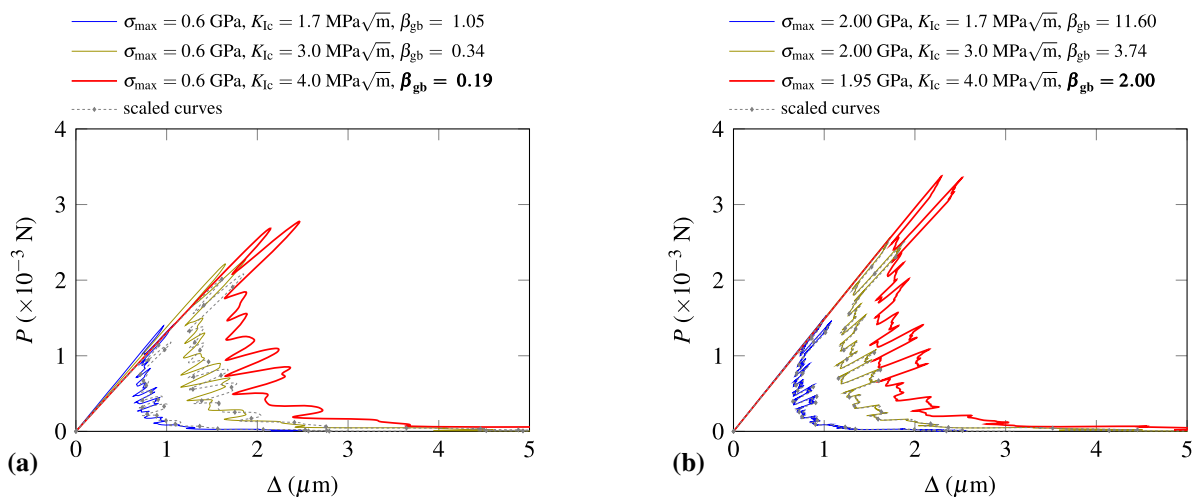 σmax = 0.6 GPa, KIc = 1.7 MPa√m, βgb = 1.05
σmax = 0.6 GPa, KIc = 3.0 MPa√m, βgb = 0.34
σmax = 0.6 GPa, KIc = 4.0 MPa√m, βgb = 0.19
scaled curves
4
3
2
1
0
P (×10⁻³ N)
0 1 2 3 4 5
Δ (μm)
(a)
σmax = 2.00 GPa, KIc = 1.7 MPa√m, βgb = 11.60
σmax = 2.00 GPa, KIc = 3.0 MPa√m, βgb = 3.74
σmax = 1.95 GPa, KIc = 4.0 MPa√m, βgb = 2.00
scaled curves
4
3
2
1
0
P (×10⁻³ N)
0 1 2 3 4 5
Δ (μm)
(b)